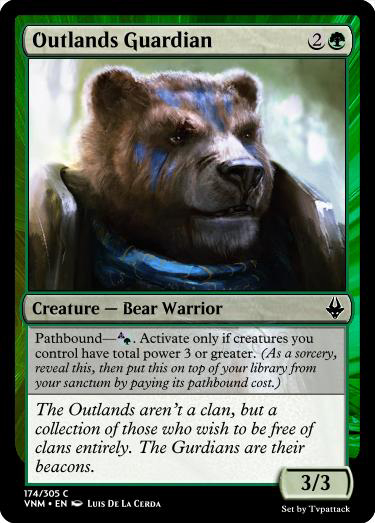 Outlands Guardian 2
Creature — Bear Warrior
Pathbound—. Activate only if creatures you
control have total power 3 or greater. (As a sorcery,
reveal this, then put this on top of your library from
your sanctum by paying its pathbound cost.)
The Outlands aren't a clan, but a
collection of those who wish to be free of
clans entirely. The Gurdians are their
beacons.
3/3
174/305 C
VNM • EN Luis De La Cerda
Set by Tvpattack